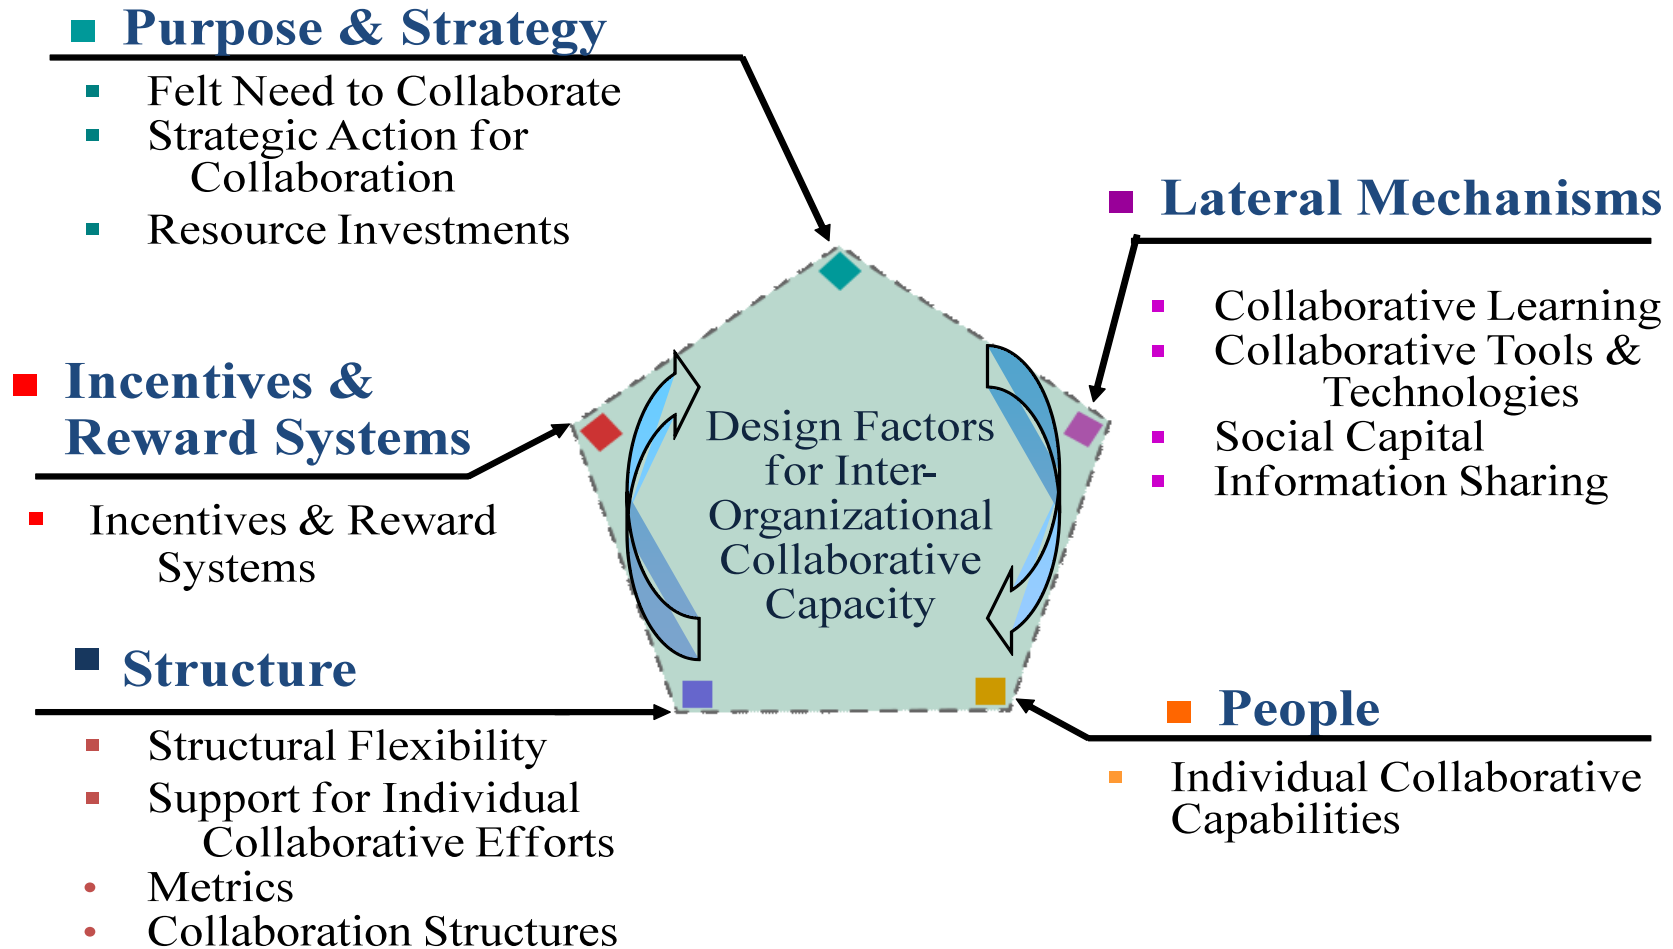 Purpose & Strategy
Felt Need to Collaborate
Strategic Action for
Collaboration
Resource Investments
Lateral Mechanisms
Collaborative Learning
Collaborative Tools &
Technologies
Social Capital
Information Sharing
Incentives &
Reward Systems
Incentives & Reward
Systems
Design Factors
for Inter-
Organizational
Collaborative
Capacity
Structure
Structural Flexibility
Support for Individual
Collaborative Efforts
Metrics
Collaboration Structures
People
Individual Collaborative
Capabilities